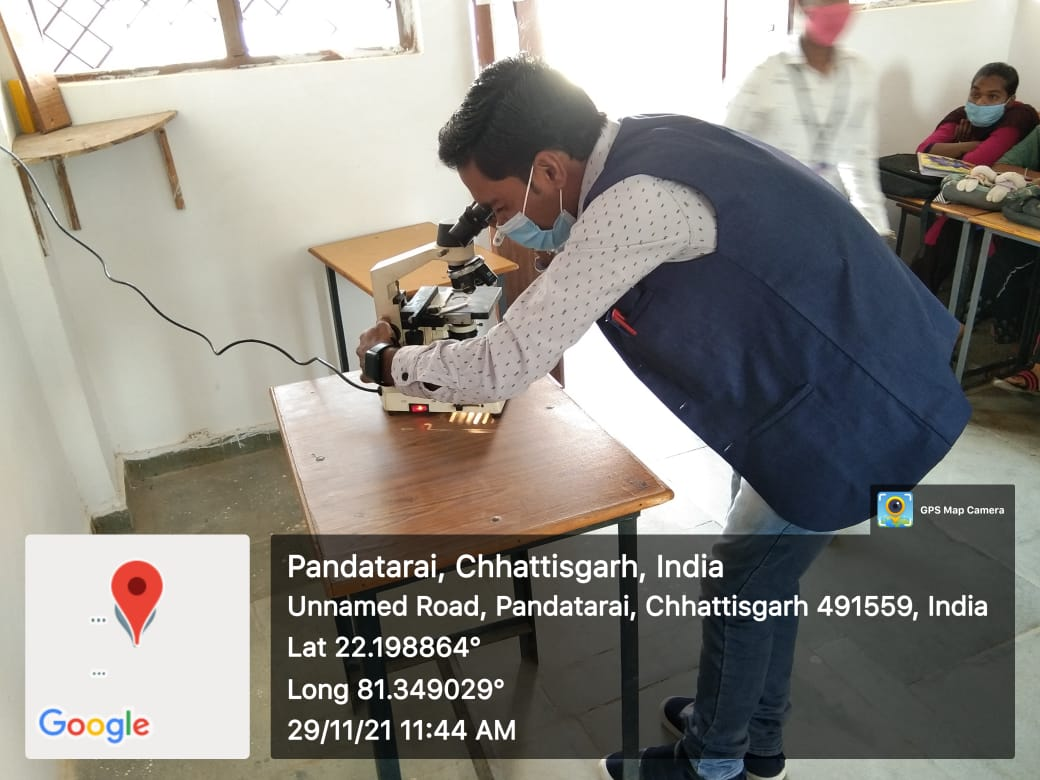 GPS Map Camera
Pandatarai, Chhattisgarh, India
Unnamed Road, Pandatarai, Chhattisgarh 491559, India
Lat 22.198864°
Long 81.349029°
29/11/21 11:44 AM
Google